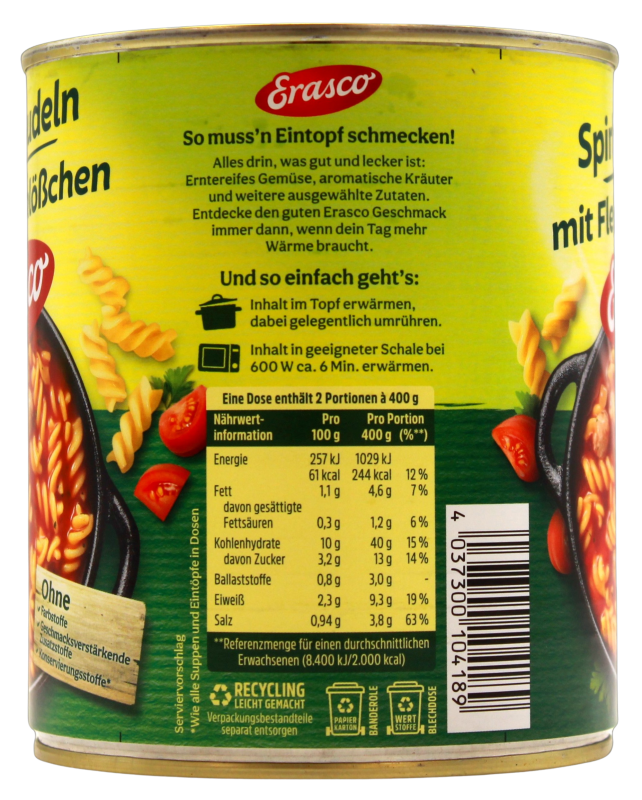 udeln
lößchen
Erasco
So muss'n Eintopf schmecken!
Alles drin, was gut und lecker ist:
Erntereifes Gemüse, aromatische Kräuter
und weitere ausgewählte Zutaten.
Entdecke den guten Erasco Geschmack
immer dann, wenn dein Tag mehr
Wärme braucht.
Und so einfach geht's:
Inhalt im Topf erwärmen,
dabei gelegentlich umrühren.
Inhalt in geeigneter Schale bei
600 W ca. 6 Min. erwärmen.
Eine Dose enthält 2 Portionen à 400 g
Nährwert- Pro Pro Portion
information 100 g 400 g (%**)
Energie 257 kJ 1029 kJ
61 kcal 244 kcal 12 %
Fett 1,1 g 4,6 g 7 %
davon gesättigte
Fettsäuren 0,3 g 1,2 g 6 %
Kohlenhydrate 10 g 40 g 15 %
davon Zucker 3,2 g 13 g 14 %
Ballaststoffe 0,8 g 3,0 g -
Eiweiß 2,3 g 9,3 g 19 %
Salz 0,94 g 3,8 g 63 %
**Referenzmenge für einen durchschnittlichen
Erwachsenen (8.400 kJ/2.000 kcal)
RECYCLING
LEICHT GEMACHT
Verpackungsbestandteile
separat entsorgen
PAPIER
KARTON
BANDEROLE
WERT
STOFFE
BLECHDOSE
Serviervorschlag
*Wie alle Suppen und Eintöpfe in Dosen
4 037300 104189
co
Ohne
Farbstoffe
Geschmacksverstärkende
Zusatzstoffe
Konservierungsstoffe*
Spir
mit Fle